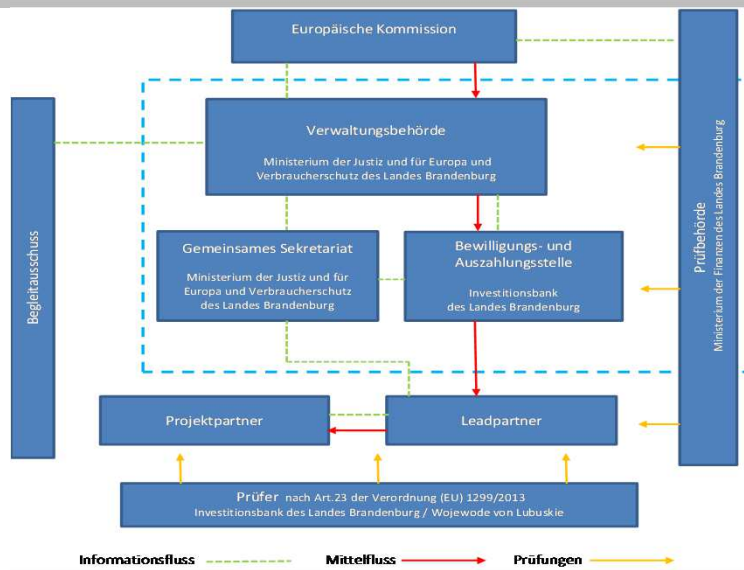 Europäische Kommission
Verwaltungsbehörde
Ministerium der Justiz und für Europa und
Verbraucherschutz des Landes Brandenburg
Gemeinsames Sekretariat
Ministerium der Justiz und für
Europa und Verbraucherschutz
des Landes Brandenburg
Bewilligungs- und
Auszahlungsstelle
Investitionsbank
des Landes Brandenburg
Begleitausschuss
Prüfbehörde
Ministerium der Finanzen des Landes Brandenburg
Projektpartner
Leadpartner
Prüfer nach Art.23 der Verordnung (EU) 1299/2013
Investitionsbank des Landes Brandenburg / Wojewode von Lubuskie
Informationsfluss
Mittelfluss
Prüfungen